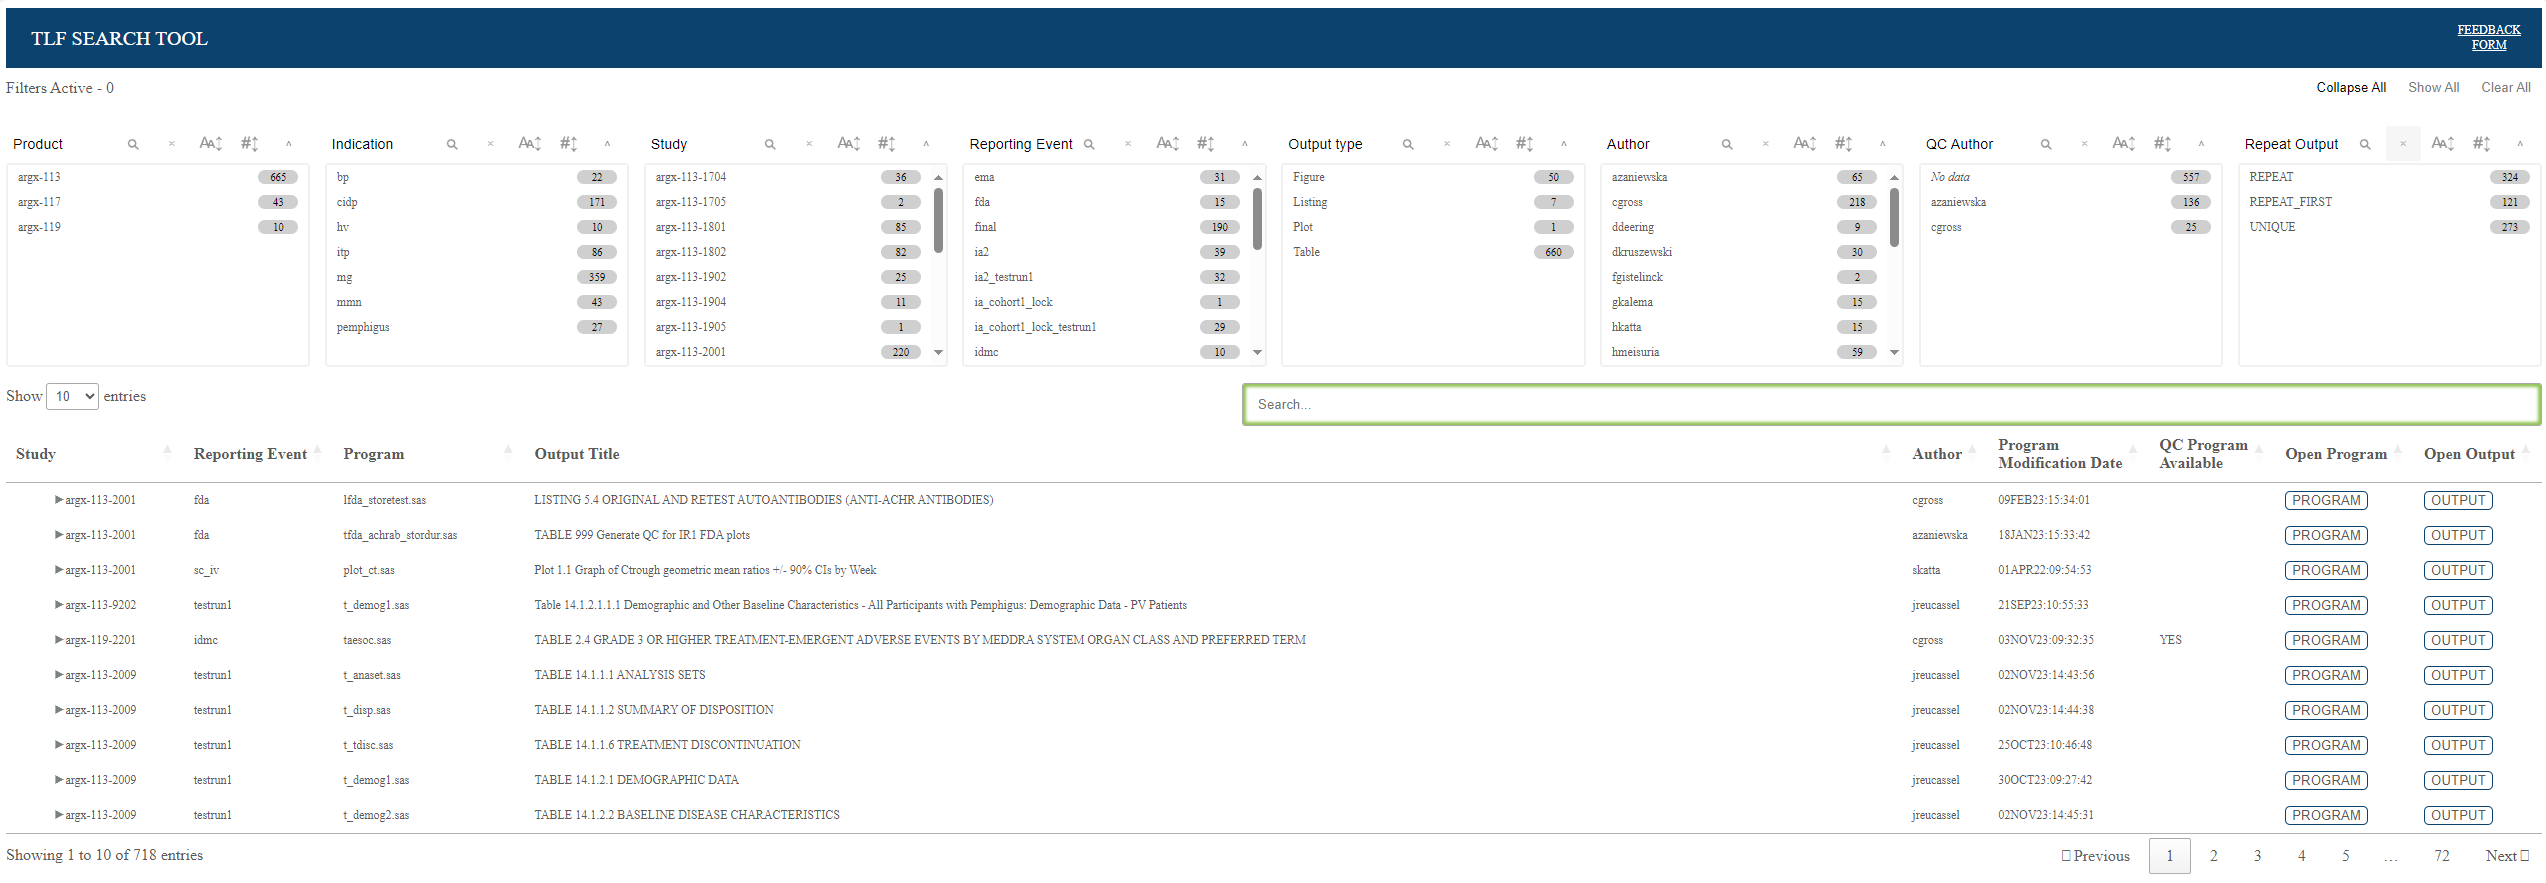 TLF SEARCH TOOL
FEEDBACK
FORM
Filters Active - 0
Collapse All Show All Clear All
Product
argx-113 665
argx-117 43
argx-119 10
Indication
bp 22
cidp 171
hv 10
itp 86
mg 359
mmn 43
pemphigus 27
Study
argx-113-1704 36
argx-113-1705 2
argx-113-1801 85
argx-113-1802 82
argx-113-1902 25
argx-113-1904 11
argx-113-1905 1
argx-113-2001 220
Reporting Event
ema 31
fda 15
final 190
ia2 39
ia2_testrun1 32
ia_cohort1_lock 1
ia_cohort1_lock_testrun1 29
idmc 10
Output type
Figure 50
Listing 7
Plot 1
Table 660
Author
azaniewska 65
cgross 218
ddeering 9
dkruszewski 30
fgistelinck 2
gkalema 15
hkatta 15
hmeisuria 59
QC Author
No data 557
azaniewska 136
cgross 25
Repeat Output
REPEAT 324
REPEAT_FIRST 121
UNIQUE 273
Show 10 entries
Search...
Study Reporting Event Program Output Title Author Program Modification Date QC Program Available Open Program Open Output
argx-113-2001 fda lfda_storetest.sas LISTING 5.4 ORIGINAL AND RETEST AUTOANTIBODIES (ANTI-ACHR ANTIBODIES) cgross 09FEB23:15:34:01 PROGRAM OUTPUT
argx-113-2001 fda tfda_achrab_stordur.sas TABLE 999 Generate QC for IR1 FDA plots azaniewska 18JAN23:15:33:42 PROGRAM OUTPUT
argx-113-2001 sc_iv plot_ct.sas Plot 1.1 Graph of Ctrough geometric mean ratios +/- 90% CIs by Week skatta 01APR22:09:54:53 PROGRAM OUTPUT
argx-113-9202 testrun1 t_demog1.sas Table 14.1.2.1.1.1 Demographic and Other Baseline Characteristics - All Participants with Pemphigus: Demographic Data - PV Patients jreucassel 21SEP23:10:55:33 PROGRAM OUTPUT
argx-119-2201 idmc taesoc.sas TABLE 2.4 GRADE 3 OR HIGHER TREATMENT-EMERGENT ADVERSE EVENTS BY MEDDRA SYSTEM ORGAN CLASS AND PREFERRED TERM cgross 03NOV23:09:32:35 YES PROGRAM OUTPUT
argx-113-2009 testrun1 t_anaset.sas TABLE 14.1.1.1 ANALYSIS SETS jreucassel 02NOV23:14:43:56 PROGRAM OUTPUT
argx-113-2009 testrun1 t_disp.sas TABLE 14.1.1.2 SUMMARY OF DISPOSITION jreucassel 02NOV23:14:44:38 PROGRAM OUTPUT
argx-113-2009 testrun1 t_tdisc.sas TABLE 14.1.1.6 TREATMENT DISCONTINUATION jreucassel 25OCT23:10:46:48 PROGRAM OUTPUT
argx-113-2009 testrun1 t_demog1.sas TABLE 14.1.2.1 DEMOGRAPHIC DATA jreucassel 30OCT23:09:27:42 PROGRAM OUTPUT
argx-113-2009 testrun1 t_demog2.sas TABLE 14.1.2.2 BASELINE DISEASE CHARACTERISTICS jreucassel 02NOV23:14:45:31 PROGRAM OUTPUT
Showing 1 to 10 of 718 entries
Previous 1 2 3 4 5 … 72 Next